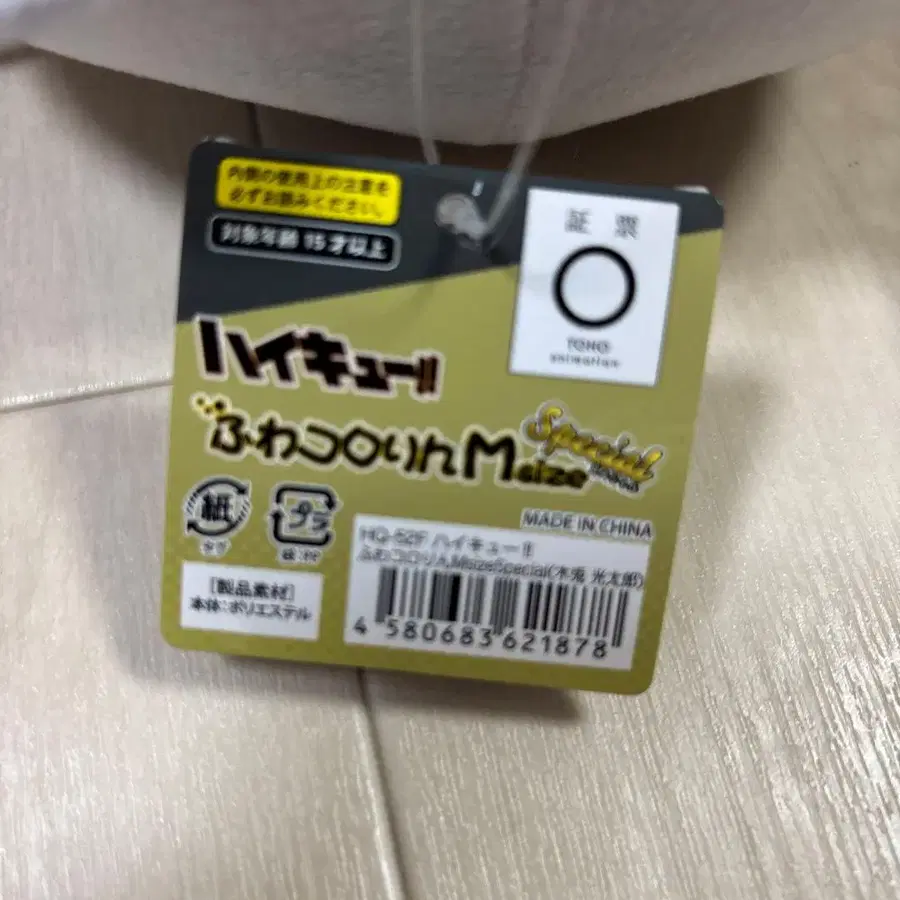 内側の使用上の注意を
必ずお読みください。
対象年齢 15才以上
証票
TOHO
animation
ハイキュー!!
ふわコロりんMsize
Special
MADE IN CHINA
紙
タグ
プラ
HQ-52F ハイキュー!!
ふわコロりんMsizeSpecial(木兎 光太郎)
[製品素材]
本体:ポリエステル
4 580683 621878